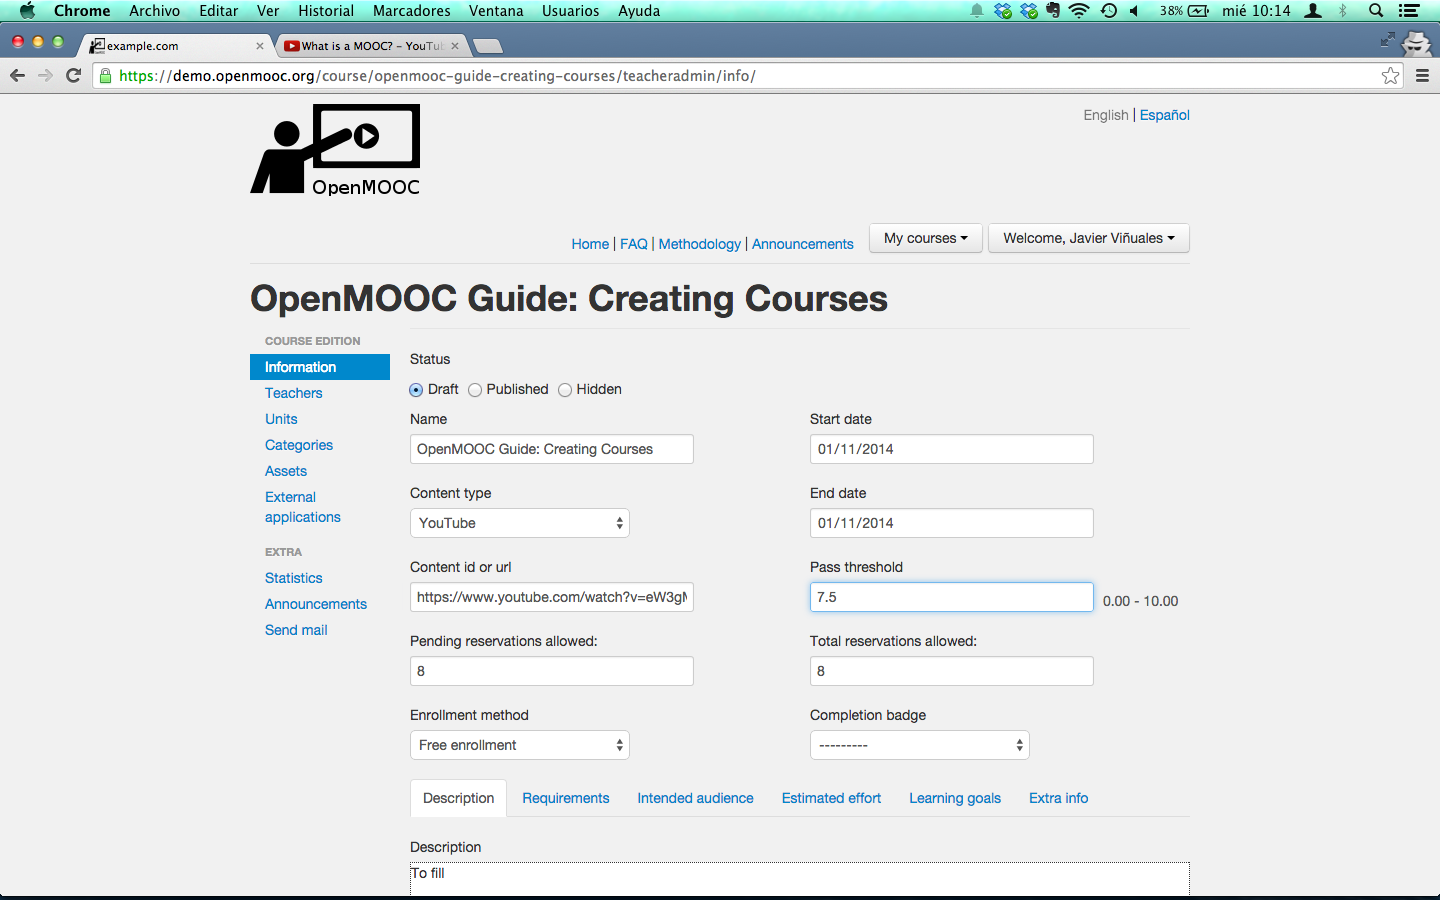 Chrome Archivo Editar Ver Historial Marcadores Ventana Usuarios Ayuda 38% mié 10:14
example.com What is a MOOC? – YouTu
https://demo.openmooc.org/course/openmooc-guide-creating-courses/teacheradmin/info/
OpenMOOC
English | Español
Home | FAQ | Methodology | Announcements My courses Welcome, Javier Viñuales
OpenMOOC Guide: Creating Courses
COURSE EDITION
Information
Teachers
Units
Categories
Assets
External
applications
EXTRA
Statistics
Announcements
Send mail
Status
Draft Published Hidden
Name Start date
OpenMOOC Guide: Creating Courses 01/11/2014
Content type End date
YouTube 01/11/2014
Content id or url Pass threshold
https://www.youtube.com/watch?v=eW3gM 7.5 0.00 - 10.00
Pending reservations allowed: Total reservations allowed:
8 8
Enrollment method Completion badge
Free enrollment ---------
Description Requirements Intended audience Estimated effort Learning goals Extra info
Description
To fill